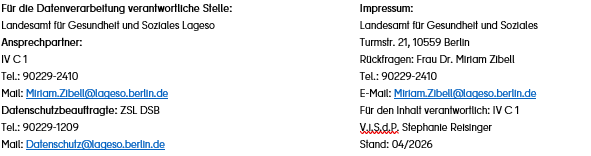 Für die Datenverarbeitung verantwortliche Stelle:
Landesamt für Gesundheit und Soziales Lageso
Ansprechpartner:
IV C 1
Tel.: 90229-2410
Mail: Miriam.Zibell@lageso.berlin.de
Datenschutzbeauftragte: ZSL DSB
Tel.: 90229-1209
Mail: Datenschutz@lageso.berlin.de
Impressum:
Landesamt für Gesundheit und Soziales
Turmstr. 21, 10559 Berlin
Rückfragen: Frau Dr. Miriam Zibell
Tel.: 90229-2410
E-Mail: Miriam.Zibell@lageso.berlin.de
Für den Inhalt verantwortlich: IV C 1
V.i.S.d.P. Stephanie Reisinger
Stand: 04/2026